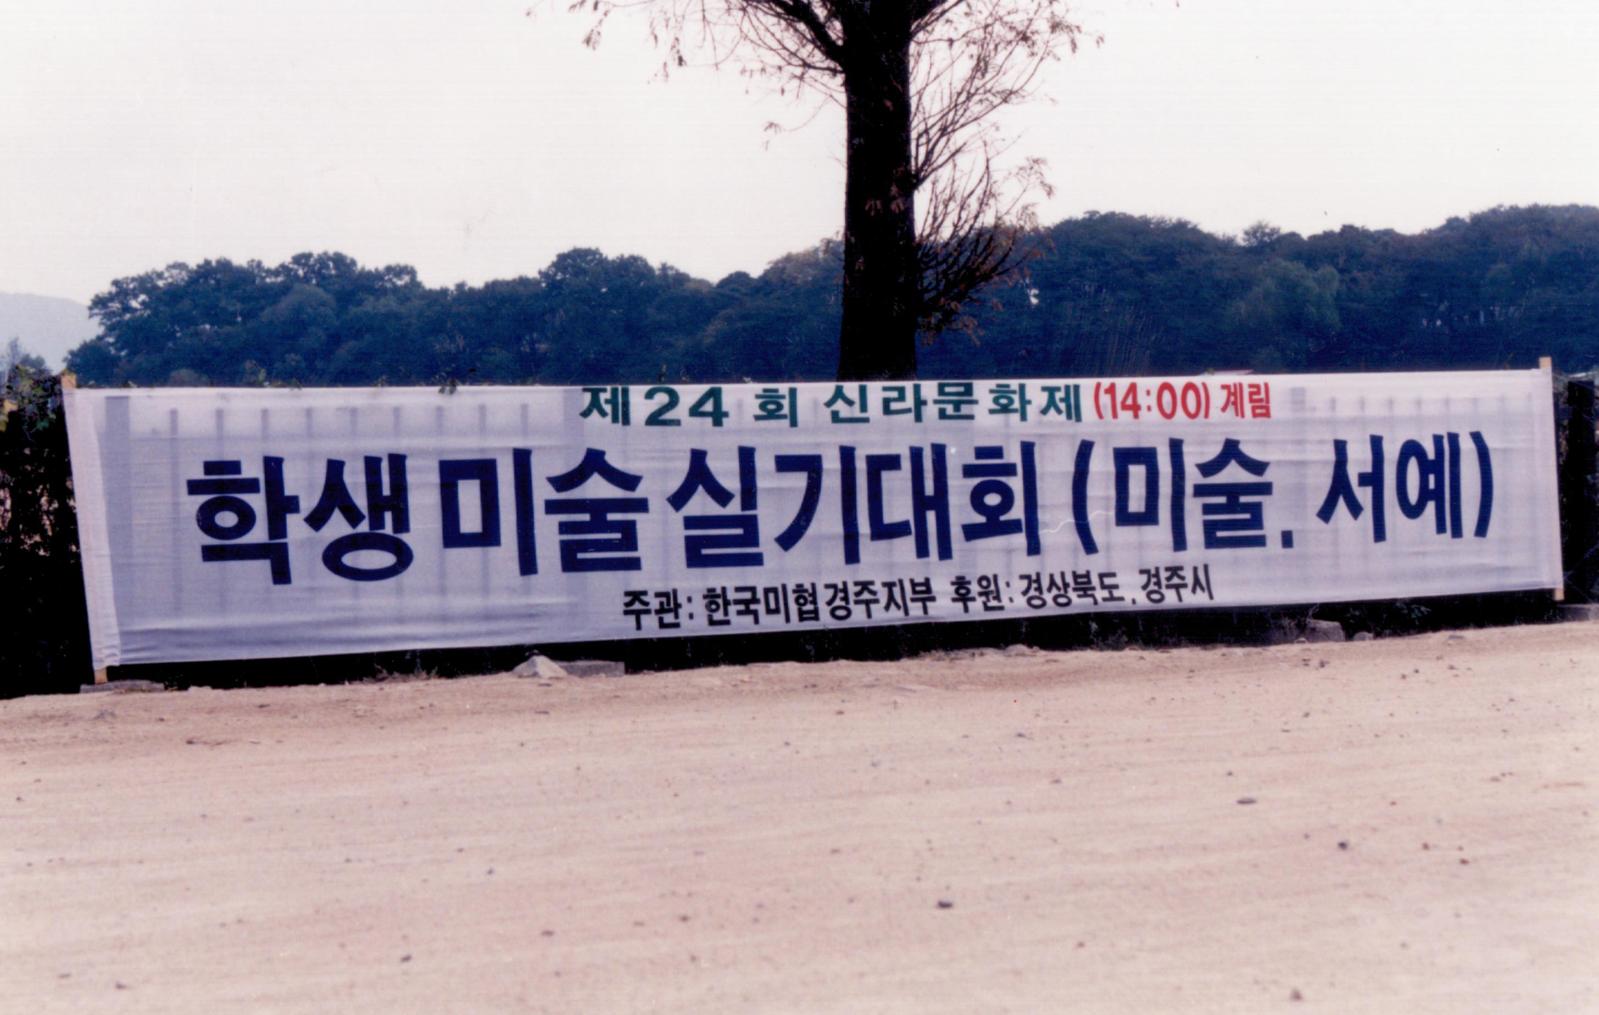 제24회 신라문화제 (14:00) 계림
학생미술실기대회 (미술. 서예)
주관: 한국미협경주지부 후원: 경상북도. 경주시